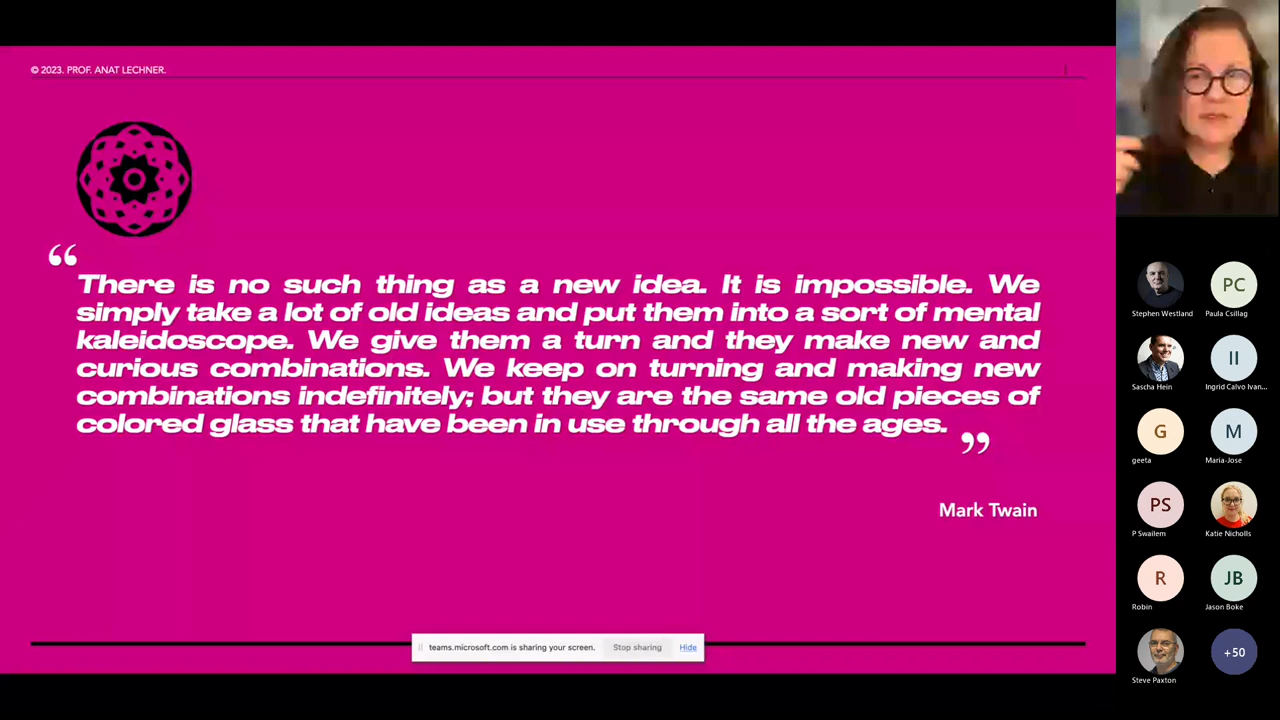 © 2023. PROF. ANAT LECHNER.
“
There is no such thing as a new idea. It is impossible. We
simply take a lot of old ideas and put them into a sort of mental
kaleidoscope. We give them a turn and they make new and
curious combinations. We keep on turning and making new
combinations indefinitely; but they are the same old pieces of
colored glass that have been in use through all the ages.
”
Mark Twain
teams.microsoft.com is sharing your screen. Stop sharing Hide
Stephen Westland
PC
Paula Csillag
Sascha Hein
II
Ingrid Calvo Ivan...
G
geeta
M
Maria-Jose
PS
P Swailem
Katie Nicholls
R
Robin
JB
Jason Boke
Steve Paxton
+50